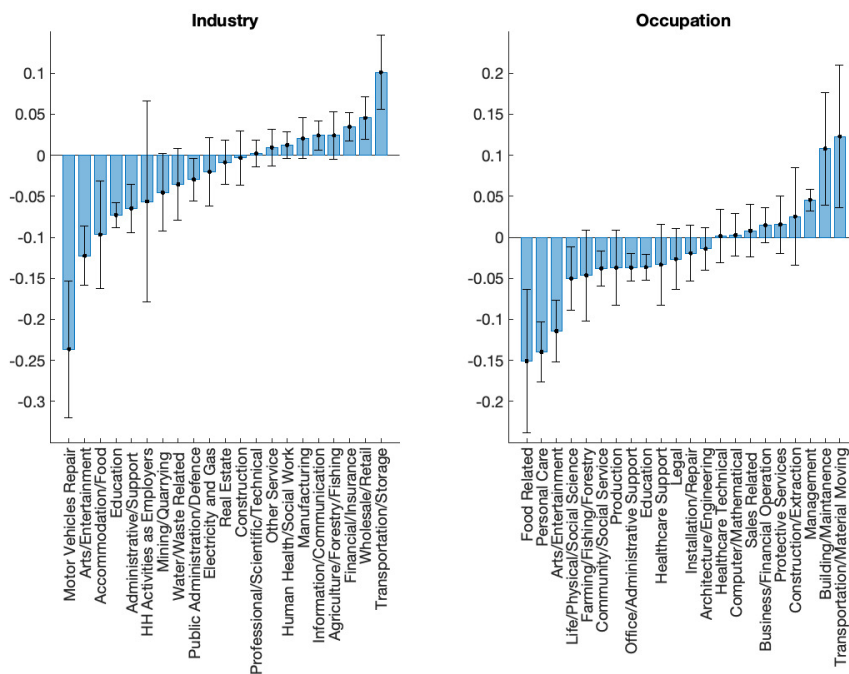 Industry
0.1
0.05
0
-0.05
-0.1
-0.15
-0.2
-0.25
-0.3
Motor Vehicles Repair
Arts/Entertainment
Accommodation/Food
Education
Administrative/Support
HH Activities as Employers
Mining/Quarrying
Water/Waste Related
Public Administration/Defence
Electricity and Gas
Real Estate
Construction
Professional/Scientific/Technical
Other Service
Human Health/Social Work
Manufacturing
Information/Communication
Agriculture/Forestry/Fishing
Financial/Insurance
Wholesale/Retail
Transportation/Storage
Occupation
0.2
0.15
0.1
0.05
0
-0.05
-0.1
-0.15
-0.2
Food Related
Personal Care
Arts/Entertainment
Life/Physical/Social Science
Farming/Fishing/Forestry
Community/Social Service
Production
Office/Administrative Support
Education
Healthcare Support
Legal
Installation/Repair
Architecture/Engineering
Healthcare Technical
Computer/Mathematical
Sales Related
Business/Financial Operation
Protective Services
Construction/Extraction
Management
Building/Maintanence
Transportation/Material Moving